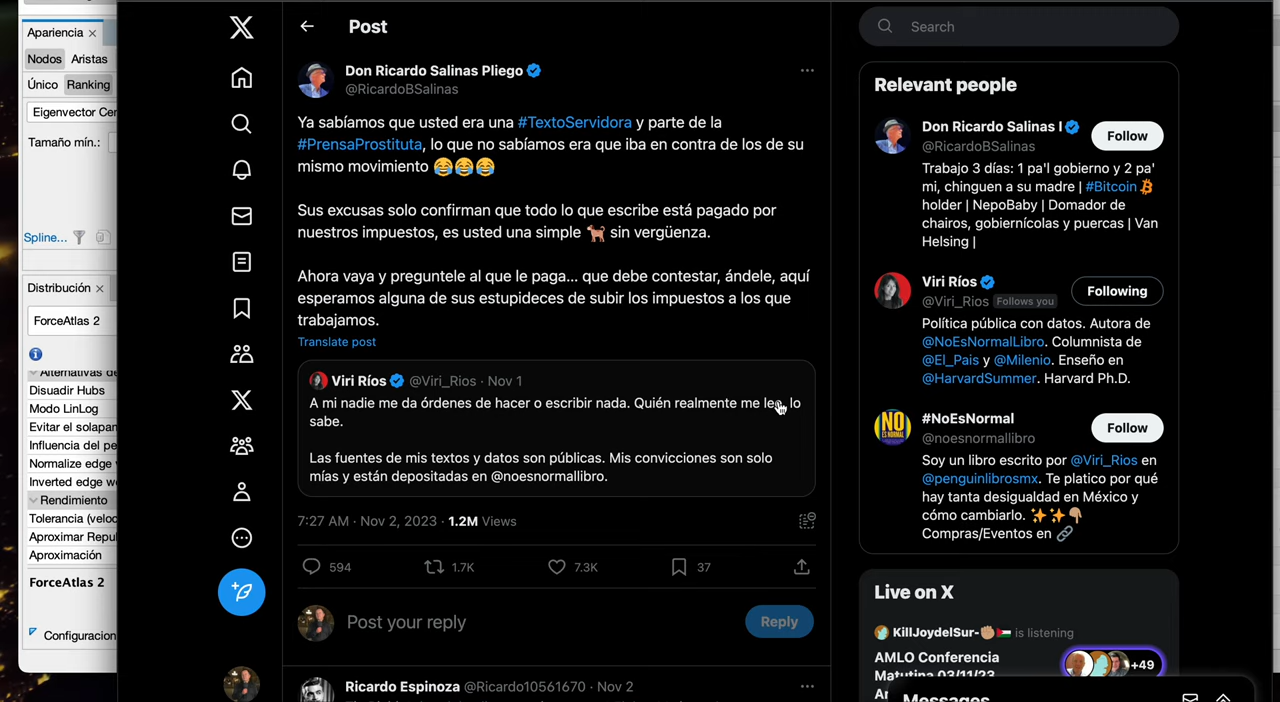 Apariencia ×
Nodos Aristas
Único Ranking
Eigenvector Cen
Tamaño mín.:
Spline...
Distribución ×
ForceAtlas 2
Alternativas de
Disuadir Hubs
Modo LinLog
Evitar el solapan
Influencia del pe
Normalize edge
Inverted edge we
Rendimiento
Tolerancia (veloc
Aproximar Repul
Aproximación
ForceAtlas 2
Configuracion
Post
Don Ricardo Salinas Pliego
@RicardoBSalinas
Ya sabíamos que usted era una #TextoServidora y parte de la
#PrensaProstituta, lo que no sabíamos era que iba en contra de los de su
mismo movimiento 😂😂😂
Sus excusas solo confirman que todo lo que escribe está pagado por
nuestros impuestos, es usted una simple 🐕 sin vergüenza.
Ahora vaya y preguntele al que le paga... que debe contestar, ándele, aquí
esperamos alguna de sus estupideces de subir los impuestos a los que
trabajamos.
Translate post
Viri Ríos @Viri_Rios · Nov 1
A mi nadie me da órdenes de hacer o escribir nada. Quién realmente me lee, lo
sabe.
Las fuentes de mis textos y datos son públicas. Mis convicciones son solo
mías y están depositadas en @noesnormallibro.
7:27 AM · Nov 2, 2023 · 1.2M Views
594 1.7K 7.3K 37
Post your reply
Reply
Ricardo Espinoza @Ricardo10561670 · Nov 2
Search
Relevant people
Don Ricardo Salinas
@RicardoBSalinas
Follow
Trabajo 3 días: 1 pa'l gobierno y 2 pa'
mi, chinguen a su madre | #Bitcoin
holder | NepoBaby | Domador de
chairos, gobiernícolas y puercas | Van
Helsing |
Viri Ríos
@Viri_Rios Follows you
Following
Política pública con datos. Autora de
@NoEsNormalLibro. Columnista de
@El_Pais y @Milenio. Enseño en
@HarvardSummer. Harvard Ph.D.
NO
#NoEsNormal
@noesnormallibro
Follow
Soy un libro escrito por @Viri_Rios en
@penguinlibrosmx. Te platico por qué
hay tanta desigualdad en México y
cómo cambiarlo. ✨✨👇🏽
Compras/Eventos en 🔗
Live on X
KillJoydelSur-✊🏽🇵🇸 is listening
AMLO Conferencia
Matutina 03/11/23
+49
Messages